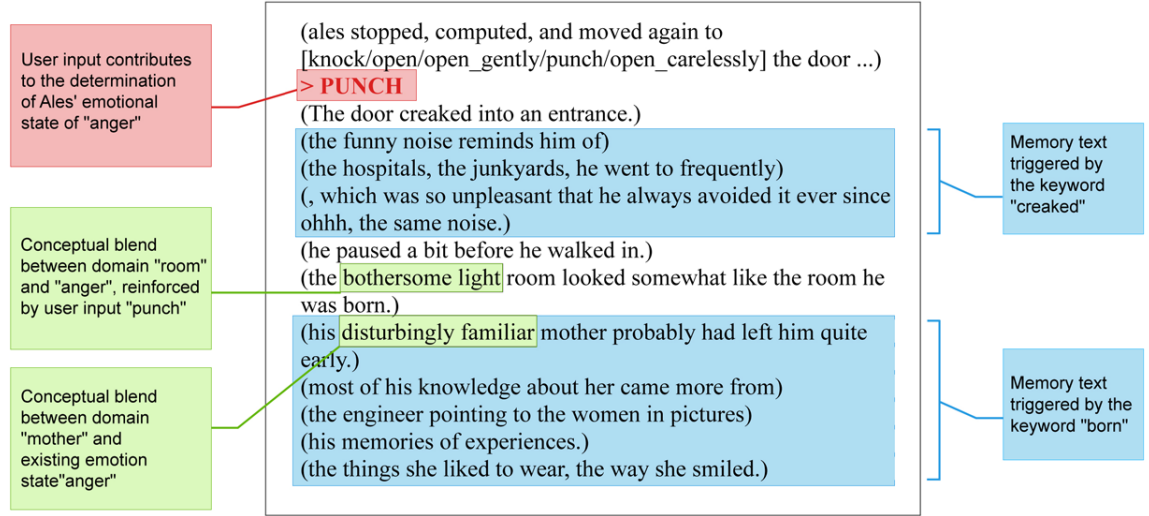 User input contributes
to the determination
of Ales' emotional
state of "anger"
Conceptual blend
between domain "room"
and "anger", reinforced
by user input "punch"
Conceptual blend
between domain
"mother" and
existing emotion
state"anger"
(ales stopped, computed, and moved again to
[knock/open/open_gently/punch/open_carelessly] the door ...)
> PUNCH
(The door creaked into an entrance.)
(the funny noise reminds him of)
(the hospitals, the junkyards, he went to frequently)
(, which was so unpleasant that he always avoided it ever since
ohhh, the same noise.)
(he paused a bit before he walked in.)
(the bothersome light room looked somewhat like the room he
was born.)
(his disturbingly familiar mother probably had left him quite
early.)
(most of his knowledge about her came more from)
(the engineer pointing to the women in pictures)
(his memories of experiences.)
(the things she liked to wear, the way she smiled.)
Memory text
triggered by
the keyword
"creaked"
Memory text
triggered by the
keyword "born"